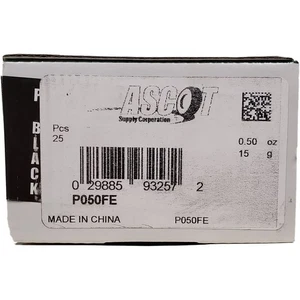 ASCOT
Supply Corporation
Pcs
25
0.50 oz
15 g
0 29885 93257 2
P050FE
MADE IN CHINA
P050FE
BLACK